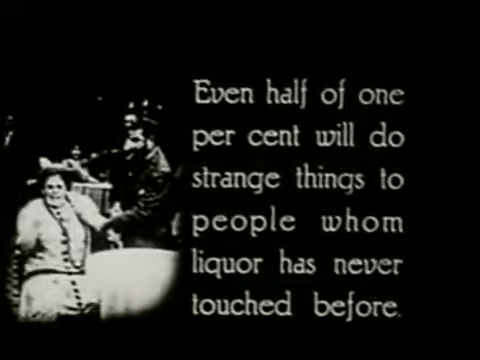 Even half of one
per cent will do
strange things to
people whom
liquor has never
touched before.